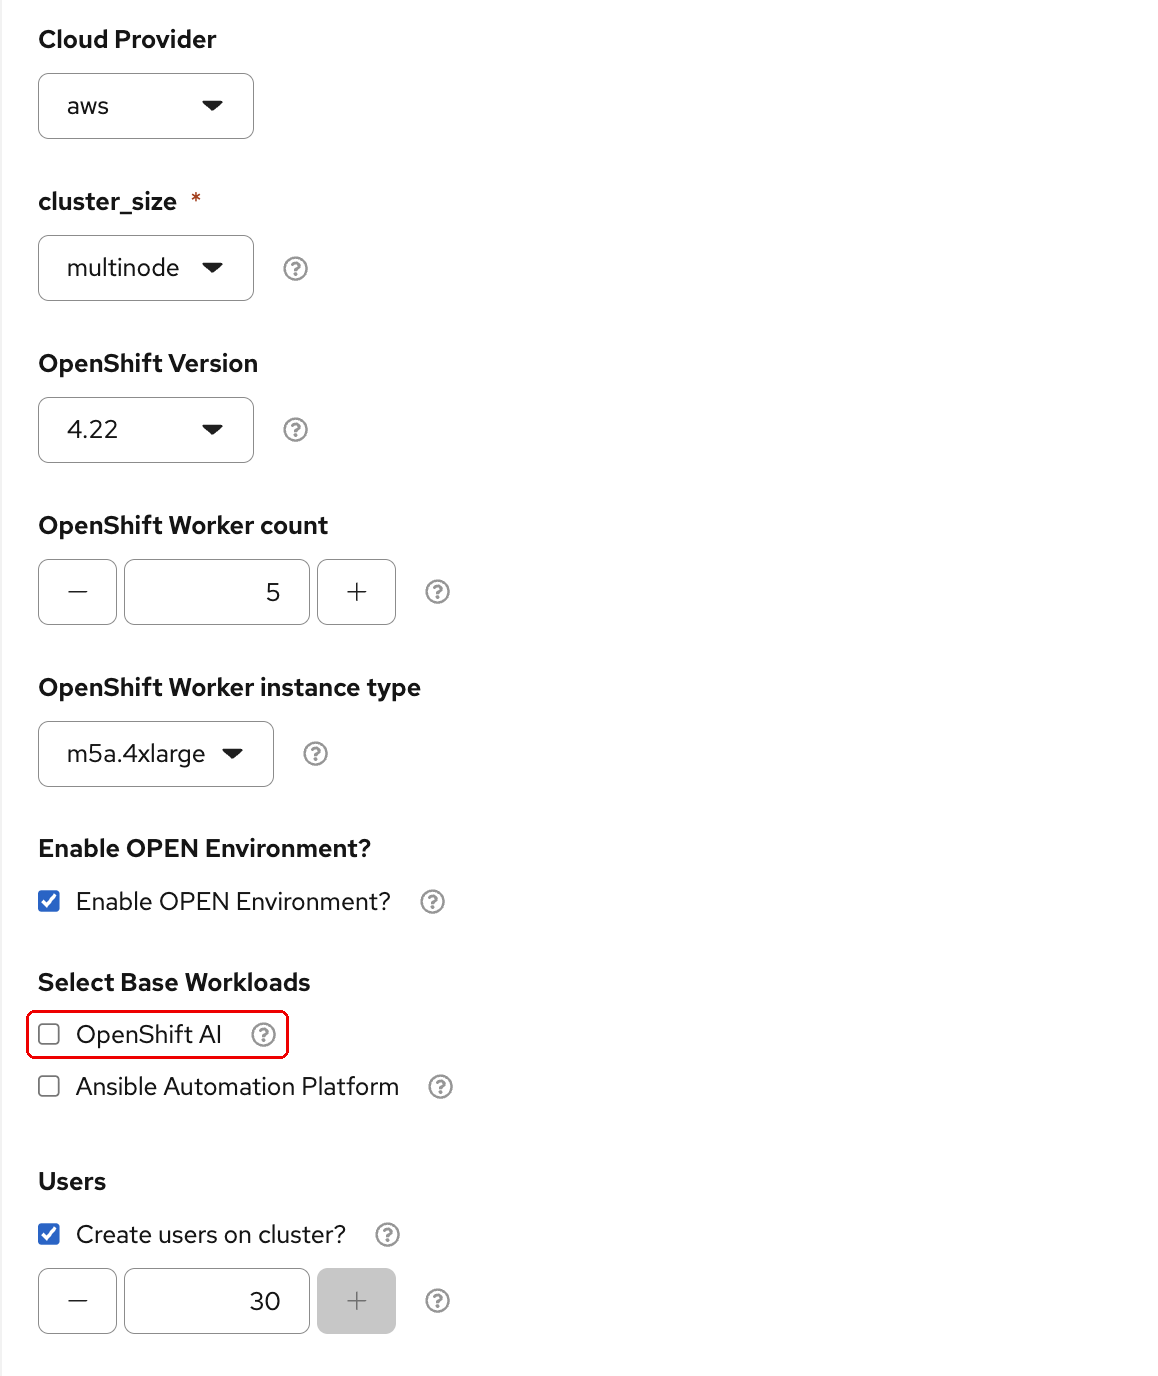 Cloud Provider
aws
cluster_size *
multinode
OpenShift Version
4.22
OpenShift Worker count
5
OpenShift Worker instance type
m5a.4xlarge
Enable OPEN Environment?
Enable OPEN Environment?
Select Base Workloads
OpenShift AI
Ansible Automation Platform
Users
Create users on cluster?
30